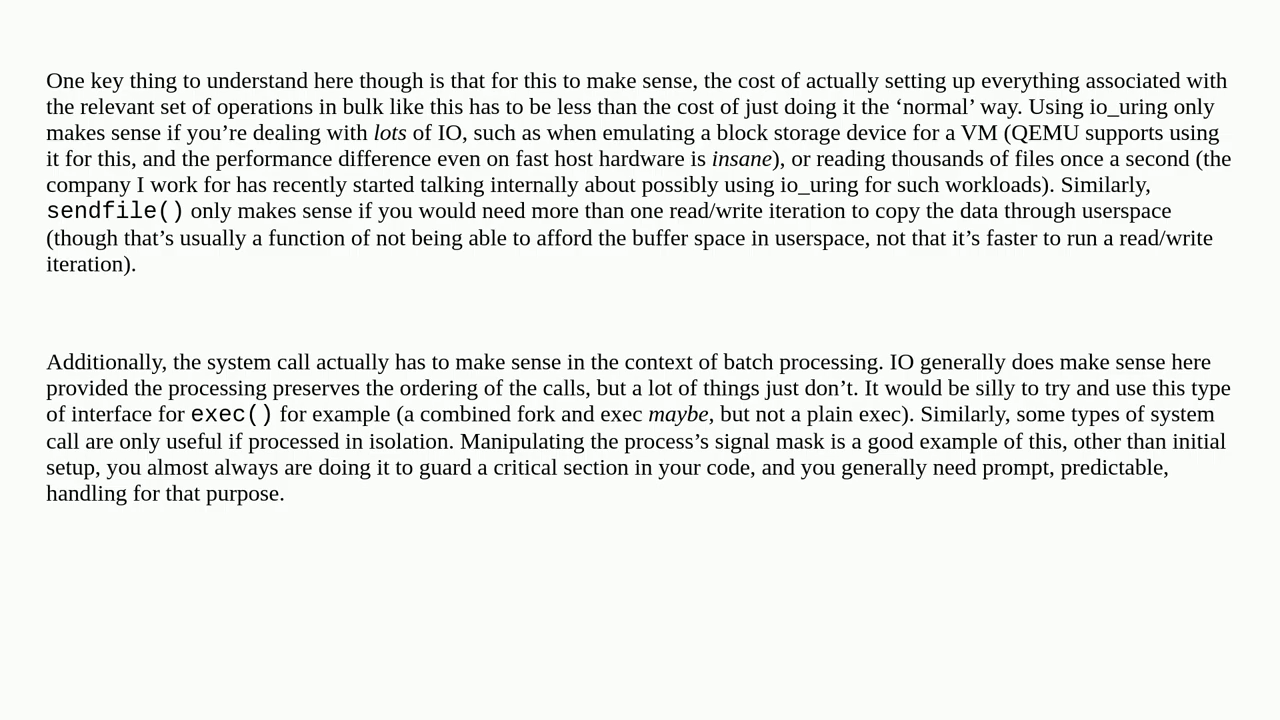 One key thing to understand here though is that for this to make sense, the cost of actually setting up everything associated with
the relevant set of operations in bulk like this has to be less than the cost of just doing it the ‘normal’ way. Using io_uring only
makes sense if you’re dealing with lots of IO, such as when emulating a block storage device for a VM (QEMU supports using
it for this, and the performance difference even on fast host hardware is insane), or reading thousands of files once a second (the
company I work for has recently started talking internally about possibly using io_uring for such workloads). Similarly,
sendfile() only makes sense if you would need more than one read/write iteration to copy the data through userspace
(though that’s usually a function of not being able to afford the buffer space in userspace, not that it’s faster to run a read/write
iteration).
Additionally, the system call actually has to make sense in the context of batch processing. IO generally does make sense here
provided the processing preserves the ordering of the calls, but a lot of things just don’t. It would be silly to try and use this type
of interface for exec() for example (a combined fork and exec maybe, but not a plain exec). Similarly, some types of system
call are only useful if processed in isolation. Manipulating the process’s signal mask is a good example of this, other than initial
setup, you almost always are doing it to guard a critical section in your code, and you generally need prompt, predictable,
handling for that purpose.